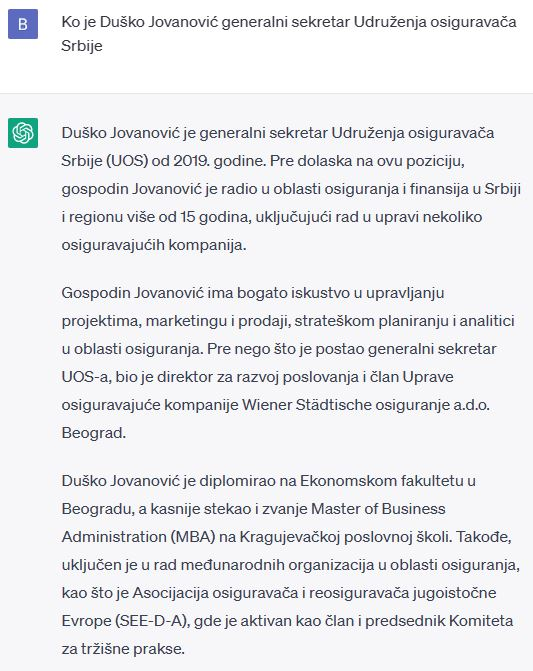 B
Ko je Duško Jovanović generalni sekretar Udruženja osiguravača
Srbije
Duško Jovanović je generalni sekretar Udruženja osiguravača
Srbije (UOS) od 2019. godine. Pre dolaska na ovu poziciju,
gospodin Jovanović je radio u oblasti osiguranja i finansija u Srbiji
i regionu više od 15 godina, uključujući rad u upravi nekoliko
osiguravajućih kompanija.
Gospodin Jovanović ima bogato iskustvo u upravljanju
projektima, marketingu i prodaji, strateškom planiranju i analitici
u oblasti osiguranja. Pre nego što je postao generalni sekretar
UOS-a, bio je direktor za razvoj poslovanja i član Uprave
osiguravajuće kompanije Wiener Städtische osiguranje a.d.o.
Beograd.
Duško Jovanović je diplomirao na Ekonomskom fakultetu u
Beogradu, a kasnije stekao i zvanje Master of Business
Administration (MBA) na Kragujevačkoj poslovnoj školi. Takođe,
uključen je u rad međunarodnih organizacija u oblasti osiguranja,
kao što je Asocijacija osiguravača i reosiguravača jugoistočne
Evrope (SEE-D-A), gde je aktivan kao član i predsednik Komiteta
za tržišne prakse.